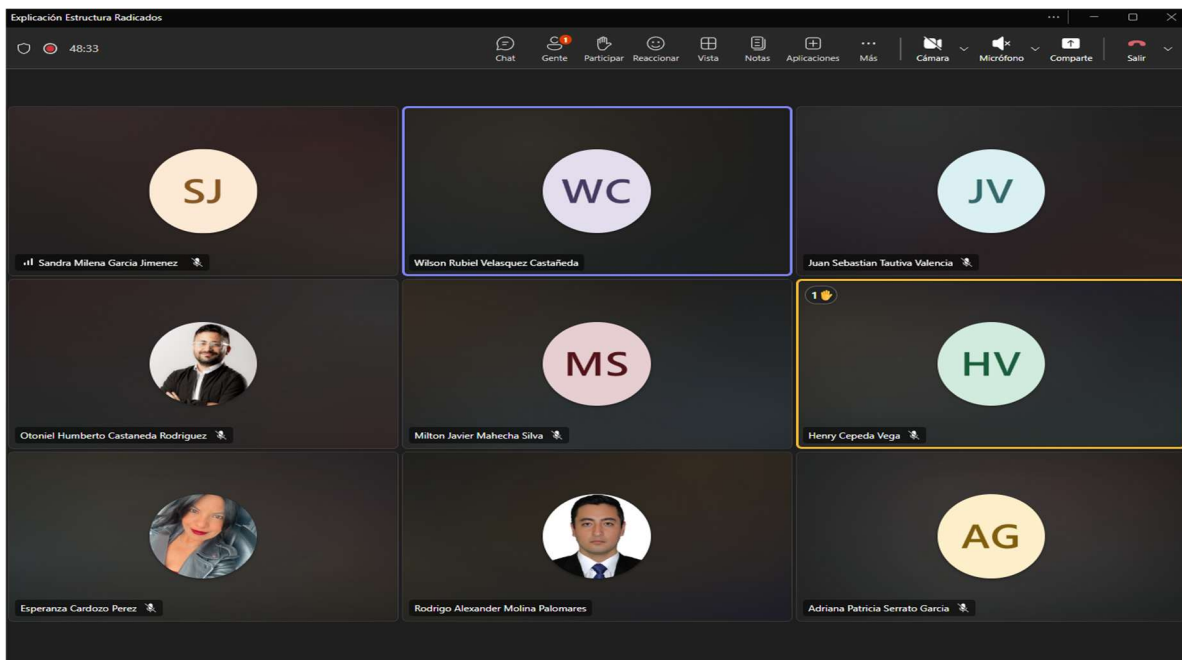 Explicación Estructura Radicados
48:33
Chat
Gente
1
Participar
Reaccionar
Vista
Notas
Aplicaciones
Más
Cámara
Micrófono
Comparte
Salir
SJ
Sandra Milena Garcia Jimenez
WC
Wilson Rubiel Velasquez Castañeda
JV
Juan Sebastian Tautiva Valencia
Otoniel Humberto Castaneda Rodriguez
MS
Milton Javier Mahecha Silva
1
HV
Henry Cepeda Vega
Esperanza Cardozo Perez
Rodrigo Alexander Molina Palomares
AG
Adriana Patricia Serrato Garcia